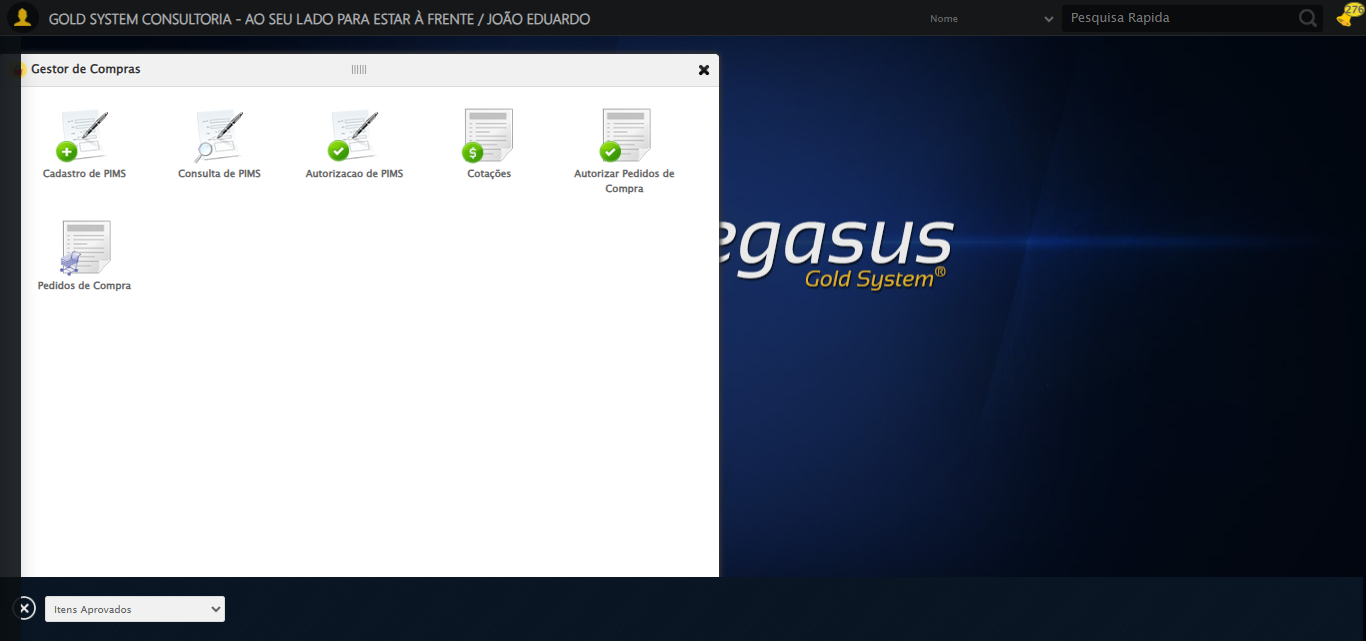 GOLD SYSTEM CONSULTORIA - AO SEU LADO PARA ESTAR À FRENTE / JOÃO EDUARDO
Nome
Pesquisa Rapida
276
Gestor de Compras
Cadastro de PIMS
Consulta de PIMS
Autorizacao de PIMS
Cotações
Autorizar Pedidos de
Compra
Pedidos de Compra
egasus
Gold System®
Itens Aprovados